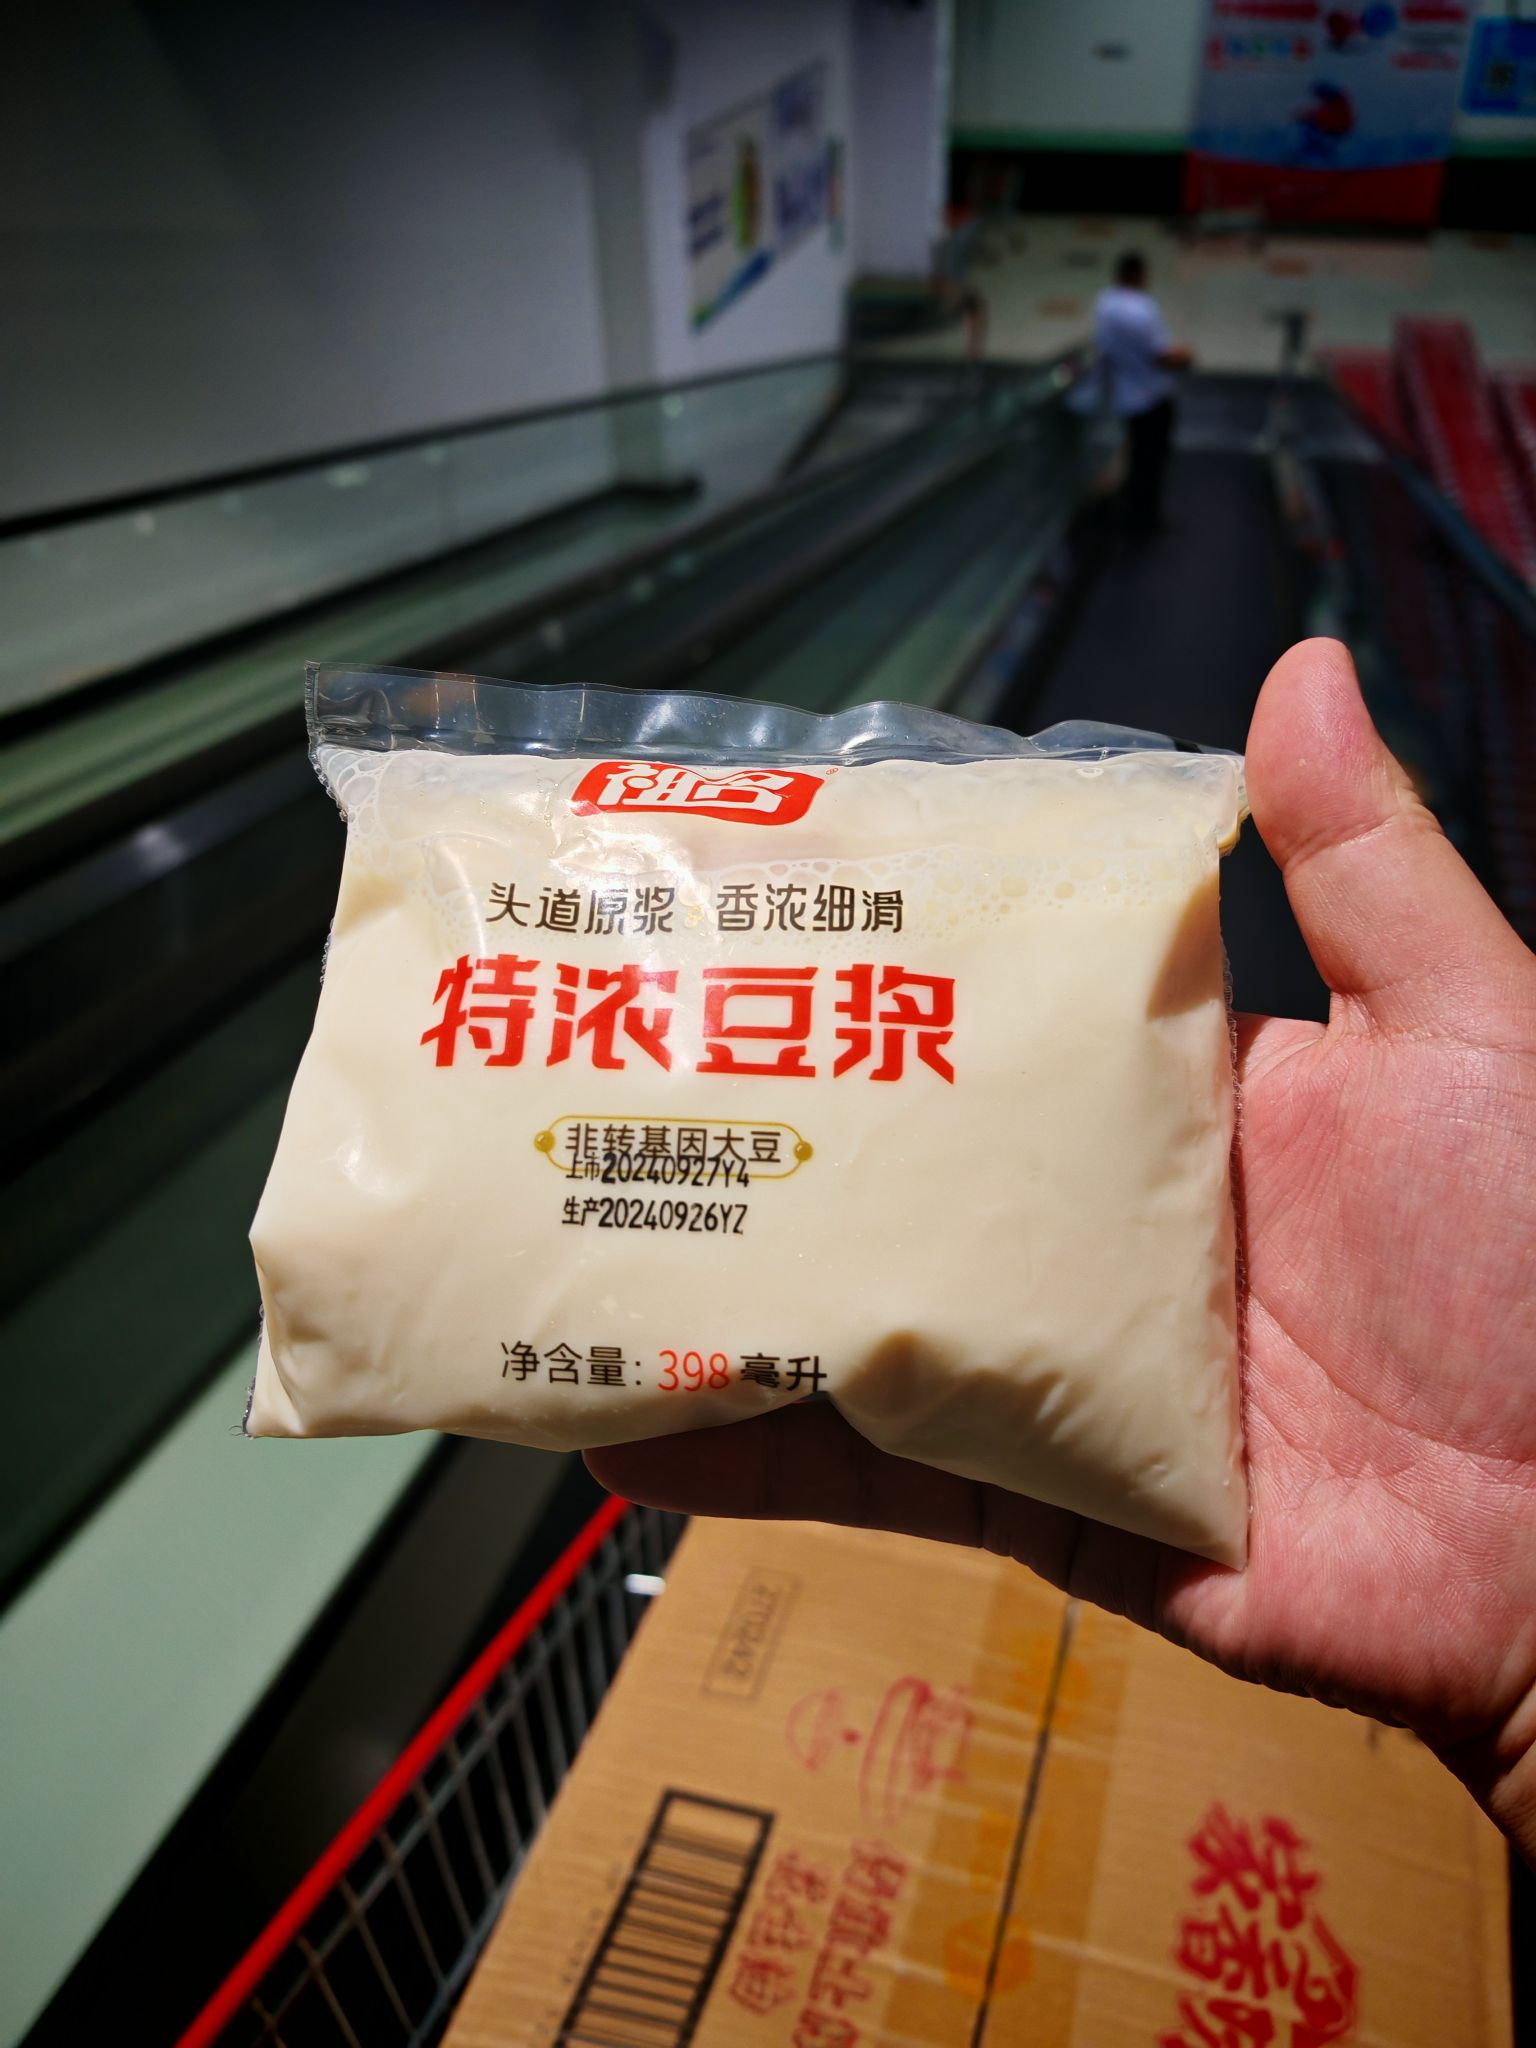 祖名®
头道原浆 香浓细滑
特浓豆浆
非转基因大豆
上市20240927Y4
生产20240926YZ
净含量：398毫升